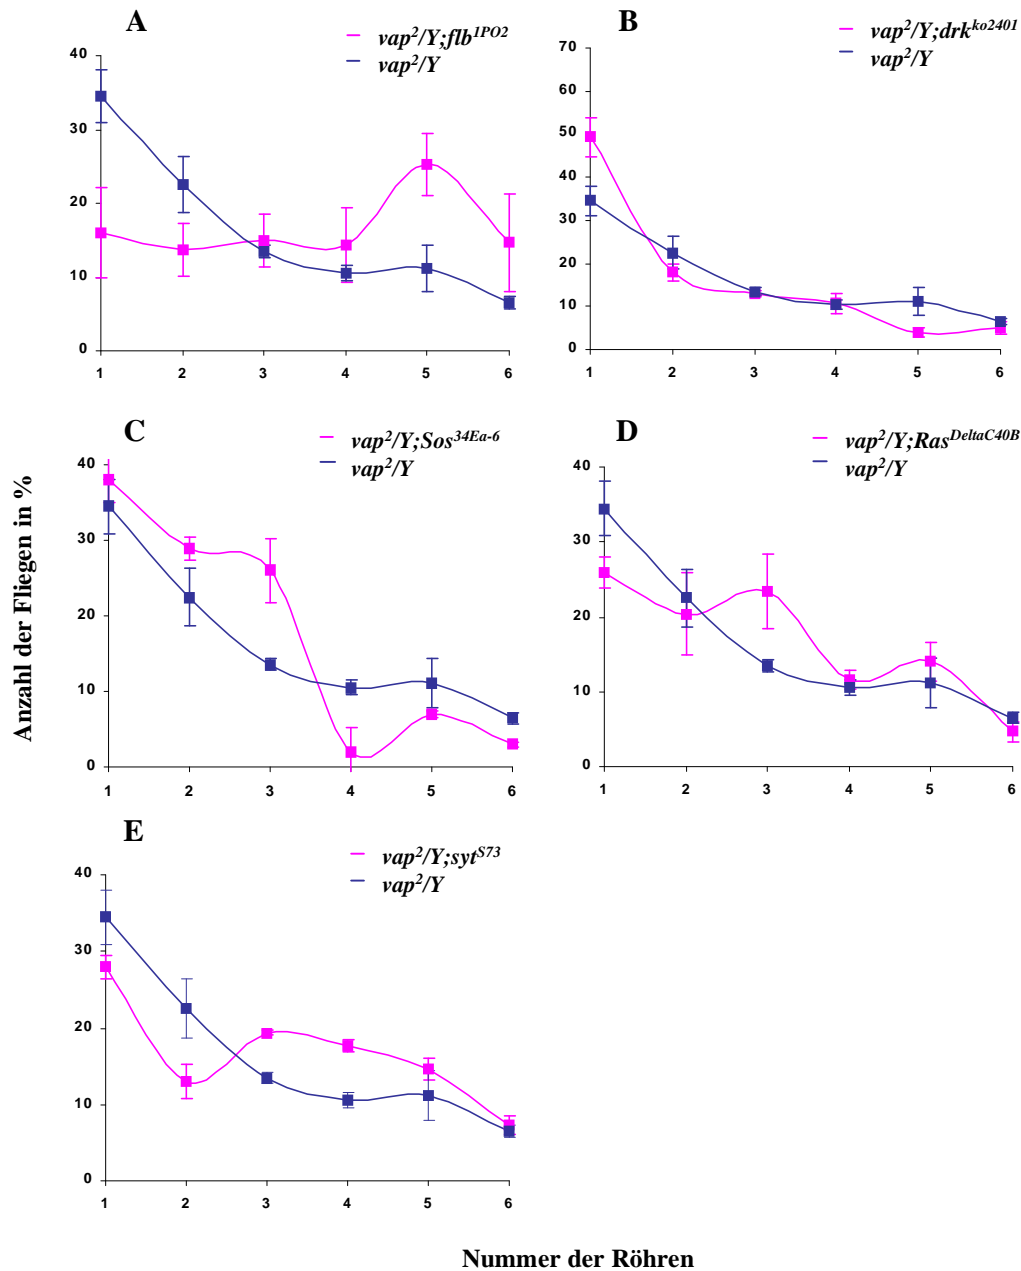 A
vap²/Y;flb¹ᴾᴼ²
vap²/Y
40
30
20
10
0
1 2 3 4 5 6
B
vap²/Y;drkᵏᵒ²⁴⁰¹
vap²/Y
70
60
50
40
30
20
10
0
1 2 3 4 5 6
C
vap²/Y;Sos³⁴ᴱᵃ⁻⁶
vap²/Y
40
30
20
10
0
1 2 3 4 5 6
D
vap²/Y;Ras^DeltaC40B
vap²/Y
40
30
20
10
0
1 2 3 4 5 6
E
vap²/Y;syt^S73
vap²/Y
40
30
20
10
0
1 2 3 4 5 6
Anzahl der Fliegen in %
Nummer der Röhren